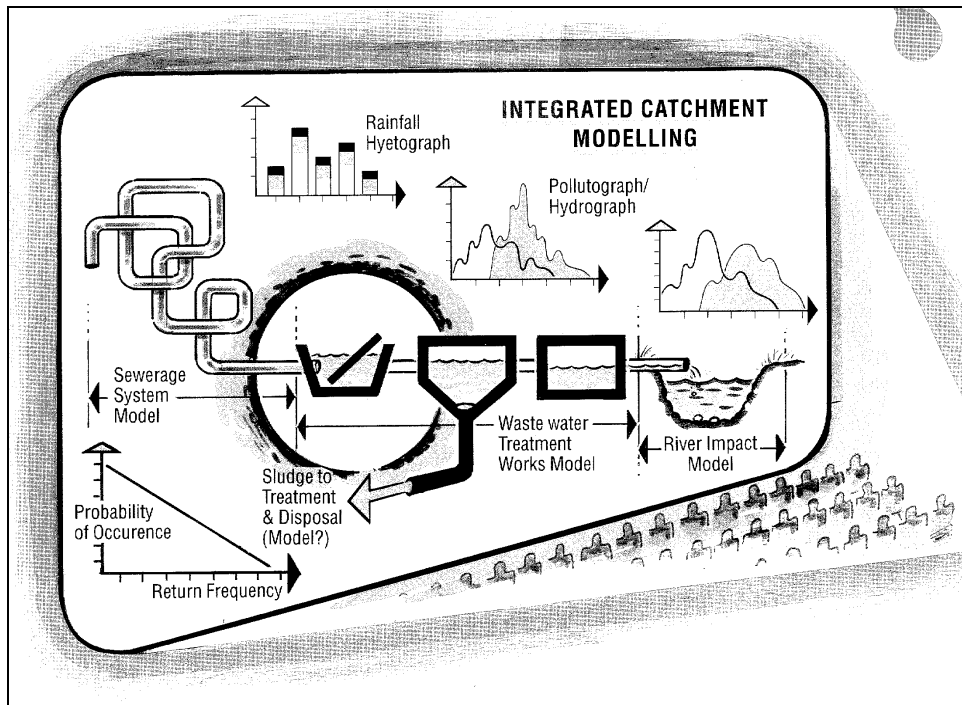 INTEGRATED CATCHMENT
MODELLING
Rainfall
Hyetograph
Pollutograph/
Hydrograph
Sewerage
System
Model
Waste water
Treatment
Works Model
River Impact
Model
Sludge to
Treatment
& Disposal
(Model?)
Probability
of Occurence
Return Frequency